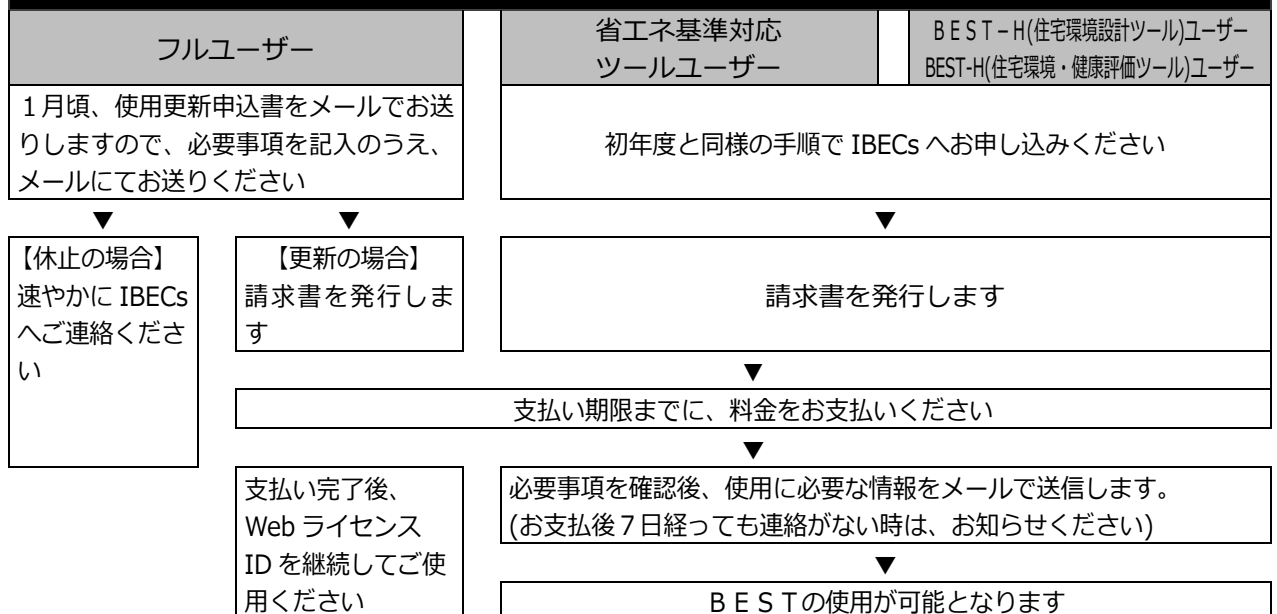 フルユーザー
省エネ基準対応
ツールユーザー
ＢＥＳＴ－Ｈ(住宅環境設計ツール)ユーザー
BEST-H(住宅環境・健康評価ツール)ユーザー
１月頃、使用更新申込書をメールでお送
りしますので、必要事項を記入のうえ、
メールにてお送りください
初年度と同様の手順で IBECs へお申し込みください
▼
▼
▼
【休止の場合】
速やかに IBECs
へご連絡くださ
い
【更新の場合】
請求書を発行しま
す
請求書を発行します
▼
支払い期限までに、料金をお支払いください
▼
支払い完了後、
Web ライセンス
ID を継続してご使
用ください
必要事項を確認後、使用に必要な情報をメールで送信します。
(お支払後７日経っても連絡がない時は、お知らせください)
▼
ＢＥＳＴの使用が可能となります